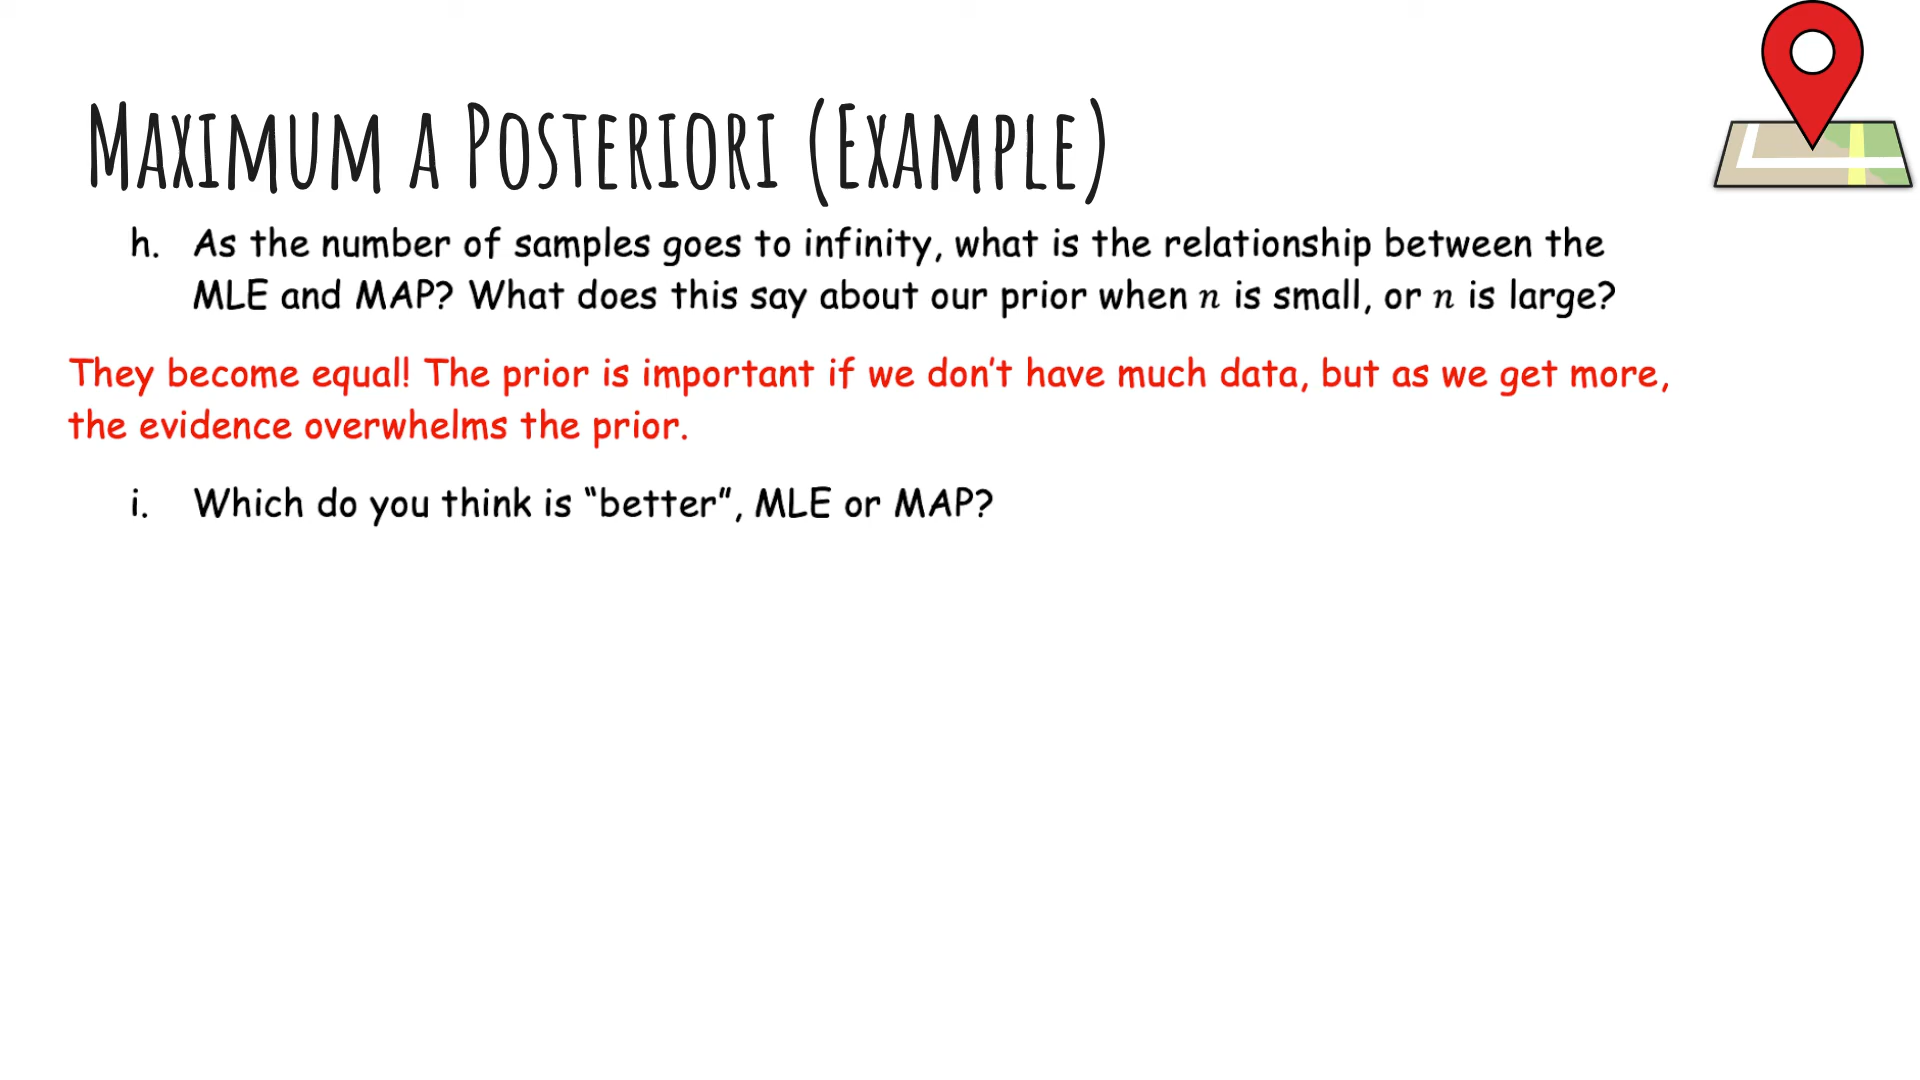 Maximum a Posteriori (Example)
h. As the number of samples goes to infinity, what is the relationship between the
MLE and MAP? What does this say about our prior when n is small, or n is large?
They become equal! The prior is important if we don't have much data, but as we get more,
the evidence overwhelms the prior.
i. Which do you think is “better”, MLE or MAP?